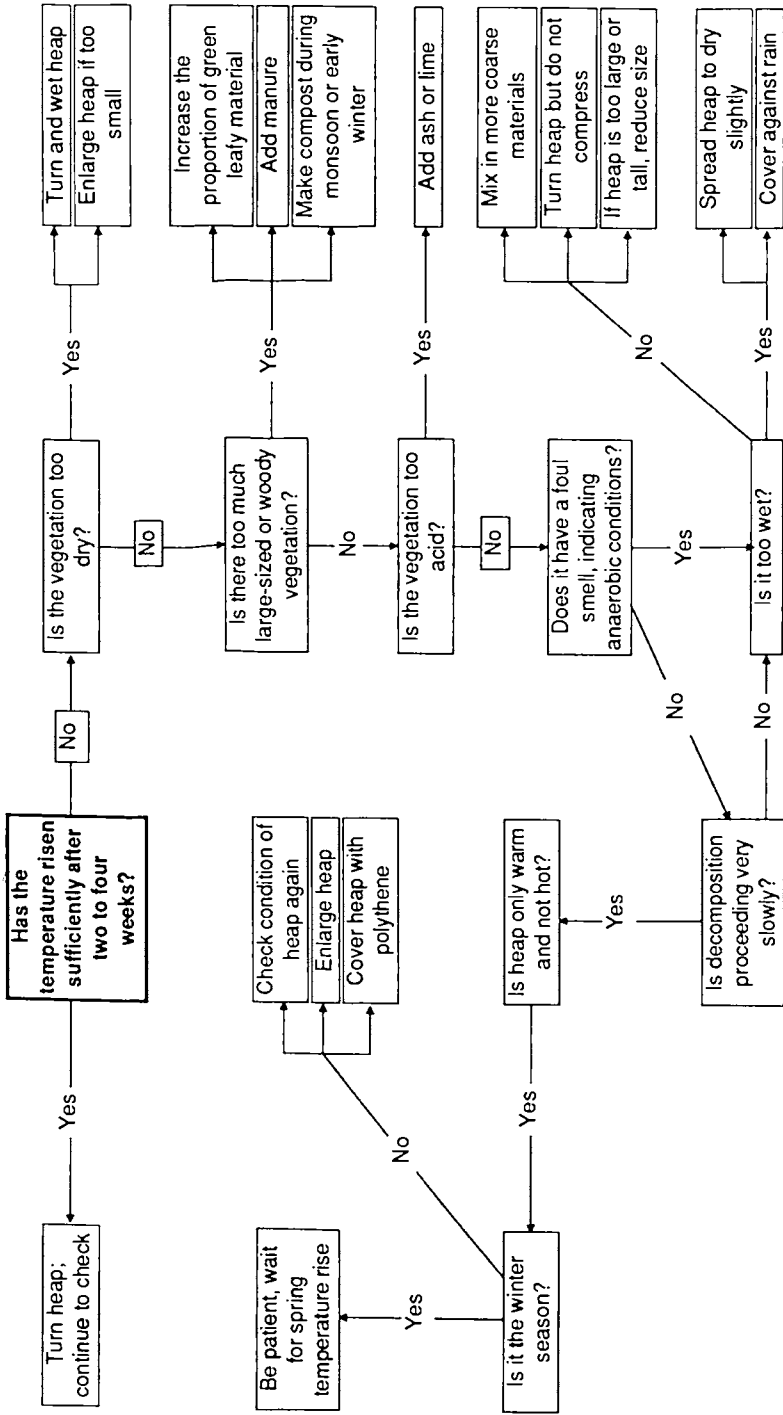 Has the
temperature risen
sufficiently after
two to four
weeks?
Yes
Turn heap;
continue to check
No
Is the vegetation too
dry?
Yes
Turn and wet heap
Enlarge heap if too
small
No
Is there too much
large-sized or woody
vegetation?
Yes
Increase the
proportion of green
leafy material
Add manure
Make compost during
monsoon or early
winter
No
Is the vegetation too
acid?
Yes
Add ash or lime
No
Does it have a foul
smell, indicating
anaerobic conditions?
Yes
No
Is it too wet?
No
Mix in more coarse
materials
Turn heap but do not
compress
If heap is too large or
tall, reduce size
Yes
Spread heap to dry
slightly
Cover against rain
Is decomposition
proceeding very
slowly?
No
Yes
Is heap only warm
and not hot?
Yes
Is it the winter
season?
No
Check condition of
heap again
Enlarge heap
Cover heap with
polythene
Yes
Be patient, wait
for spring
temperature rise